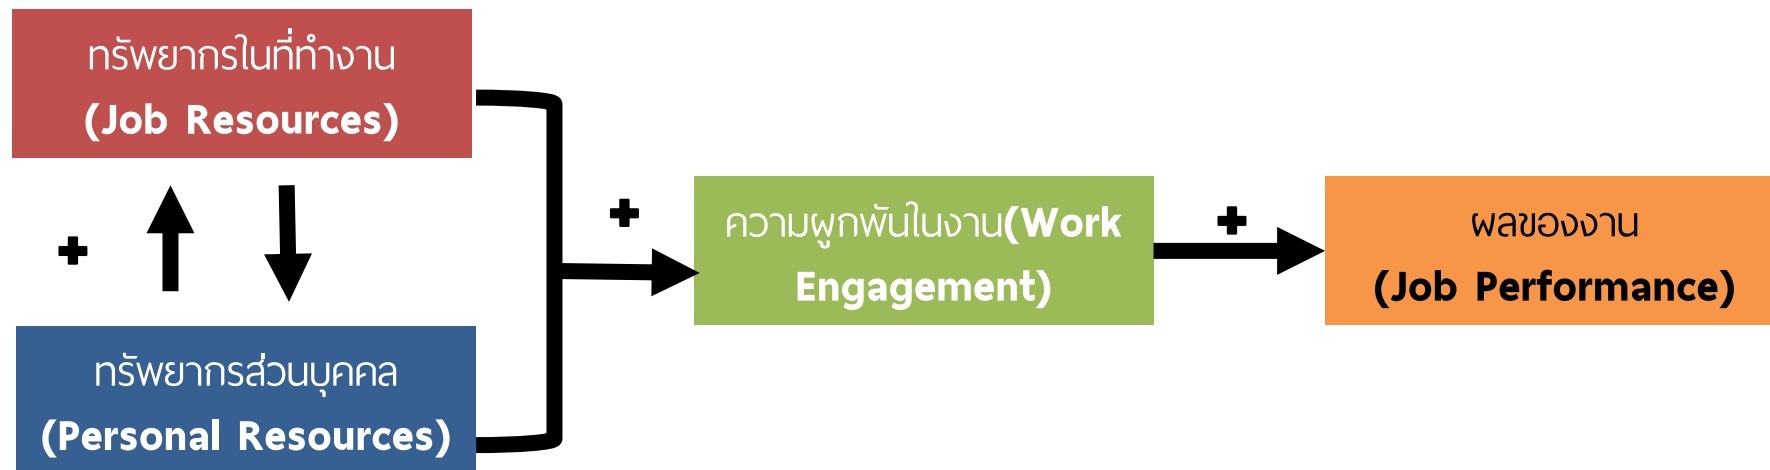 ทรัพยากรในที่ทำงาน
(Job Resources)
+
+
ความผูกพันในงาน(Work
Engagement)
+
ผลของงาน
(Job Performance)
ทรัพยากรส่วนบุคคล
(Personal Resources)